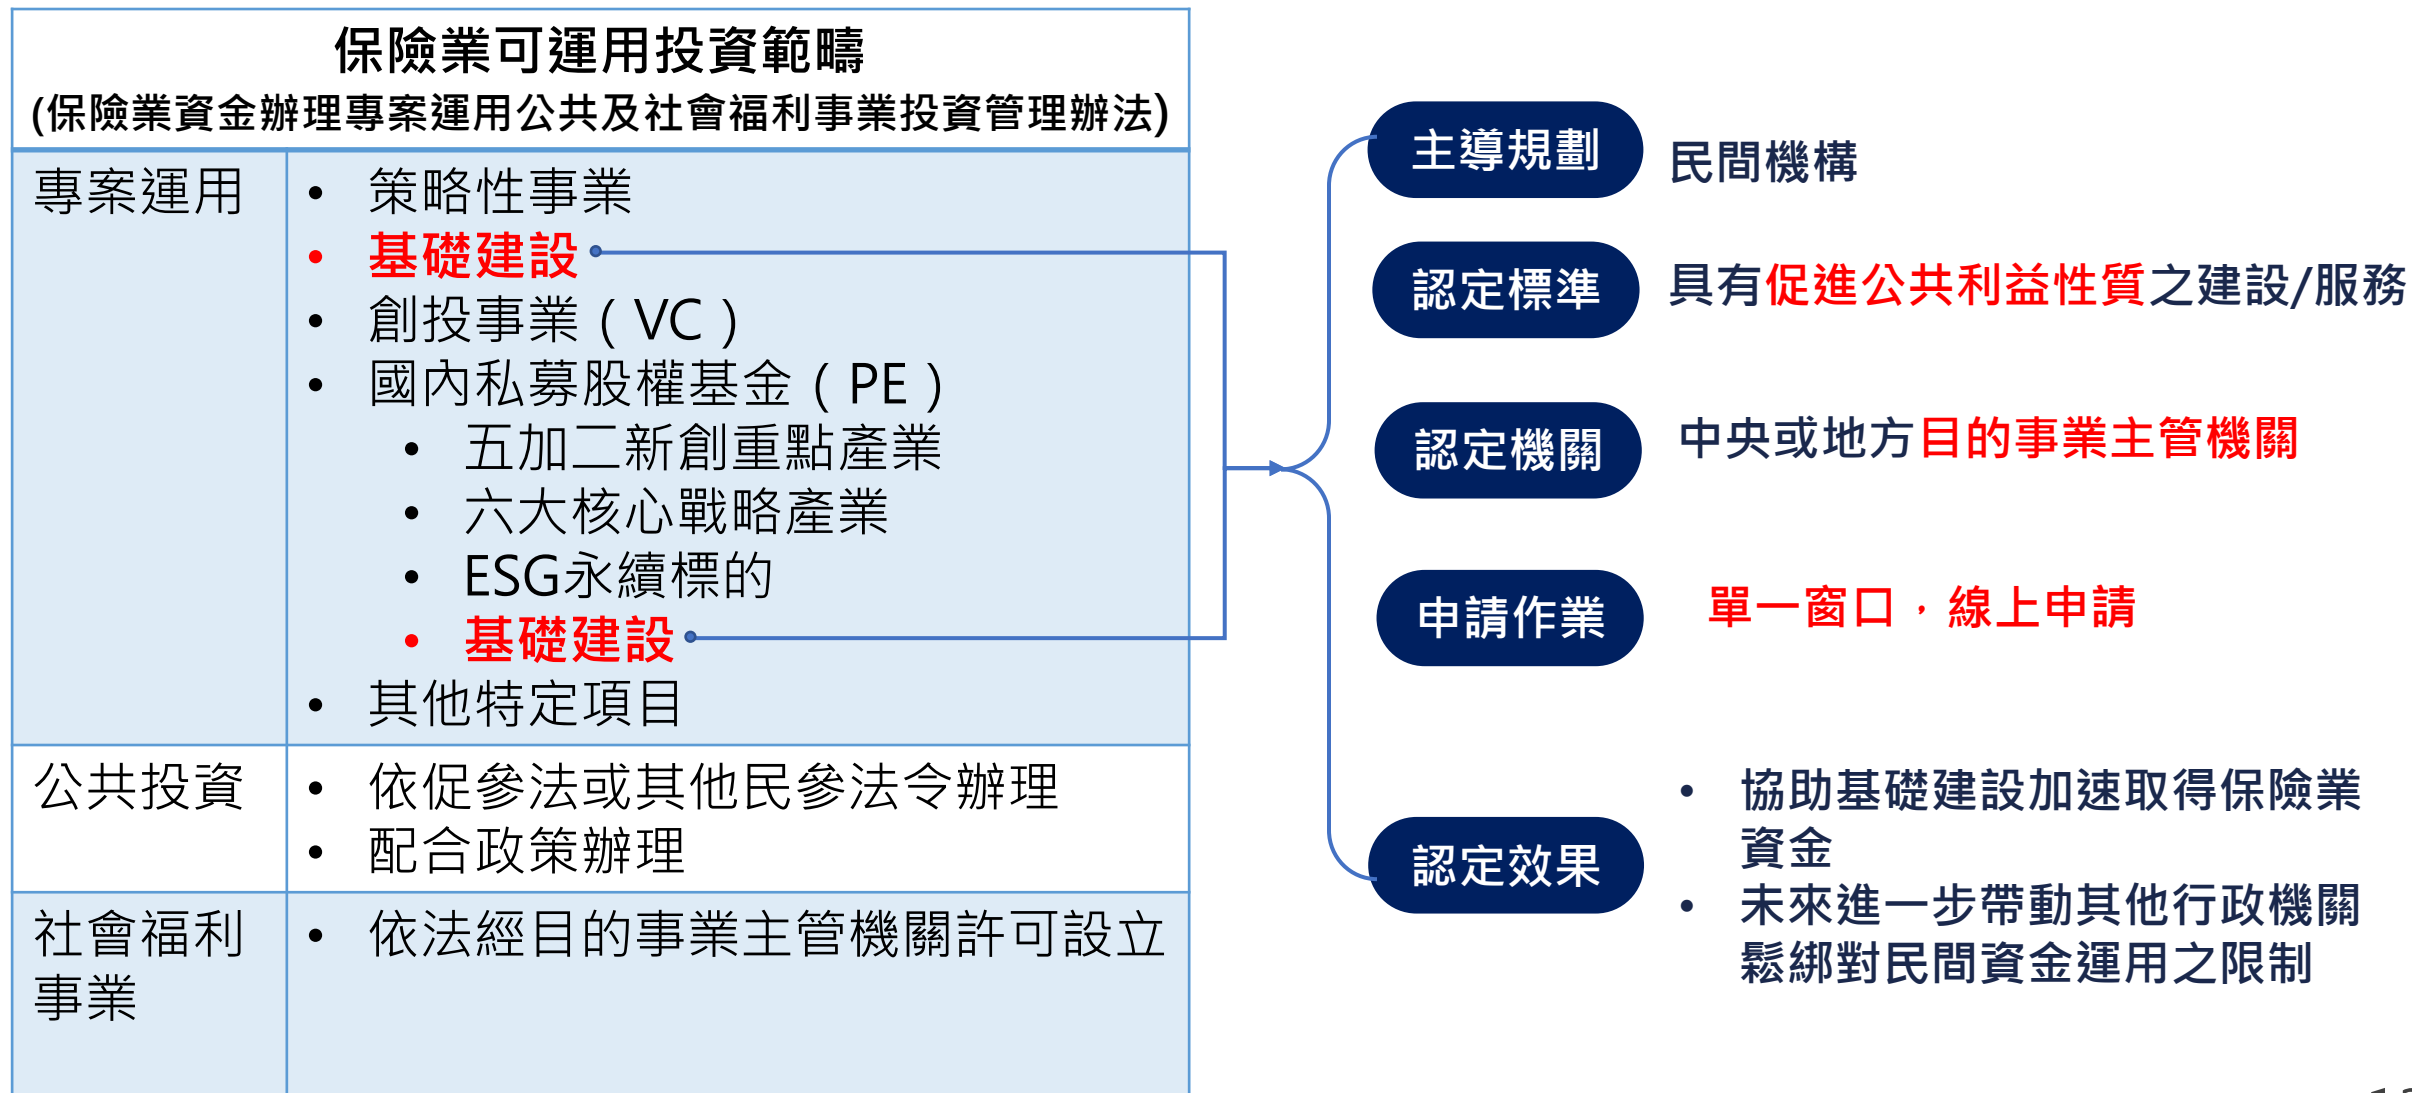 保險業可運用投資範疇
(保險業資金辦理專案運用公共及社會福利事業投資管理辦法)
專案運用
• 策略性事業
• 基礎建設
• 創投事業（VC）
• 國內私募股權基金（PE）
• 五加二新創重點產業
• 六大核心戰略產業
• ESG永續標的
• 基礎建設
• 其他特定項目
公共投資
• 依促參法或其他民參法令辦理
• 配合政策辦理
社會福利
事業
• 依法經目的事業主管機關許可設立
主導規劃
民間機構
認定標準
具有促進公共利益性質之建設/服務
認定機關
中央或地方目的事業主管機關
申請作業
單一窗口，線上申請
認定效果
• 協助基礎建設加速取得保險業
資金
• 未來進一步帶動其他行政機關
鬆綁對民間資金運用之限制